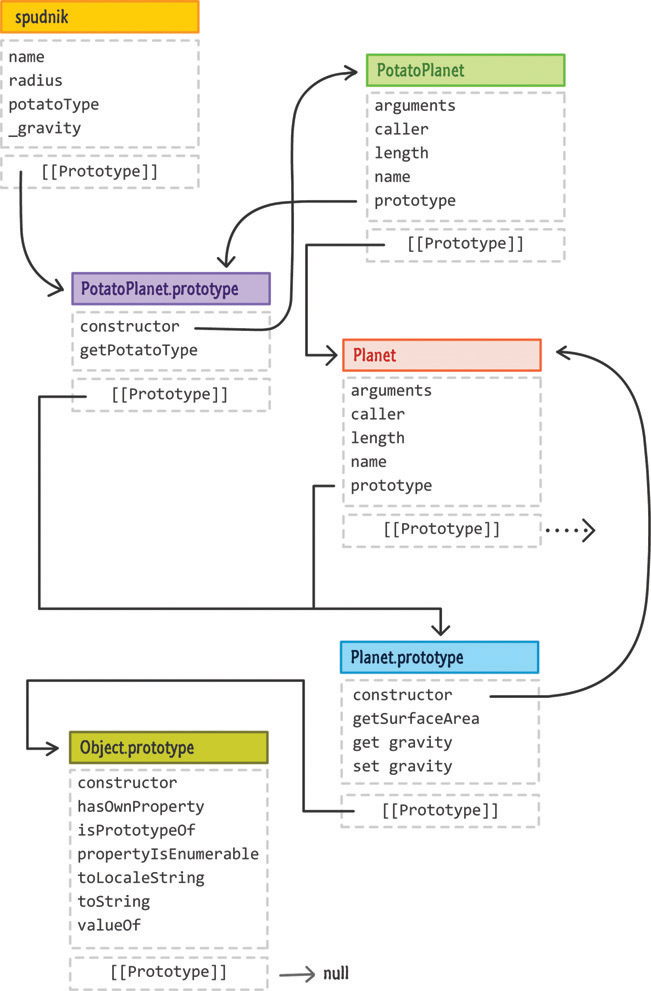 spudnik
name
radius
potatoType
_gravity
[[Prototype]]
PotatoPlanet
arguments
caller
length
name
prototype
[[Prototype]]
PotatoPlanet.prototype
constructor
getPotatoType
[[Prototype]]
Planet
arguments
caller
length
name
prototype
[[Prototype]]
Planet.prototype
constructor
getSurfaceArea
get gravity
set gravity
[[Prototype]]
Object.prototype
constructor
hasOwnProperty
isPrototypeOf
propertyIsEnumerable
toLocaleString
toString
valueOf
[[Prototype]]
null